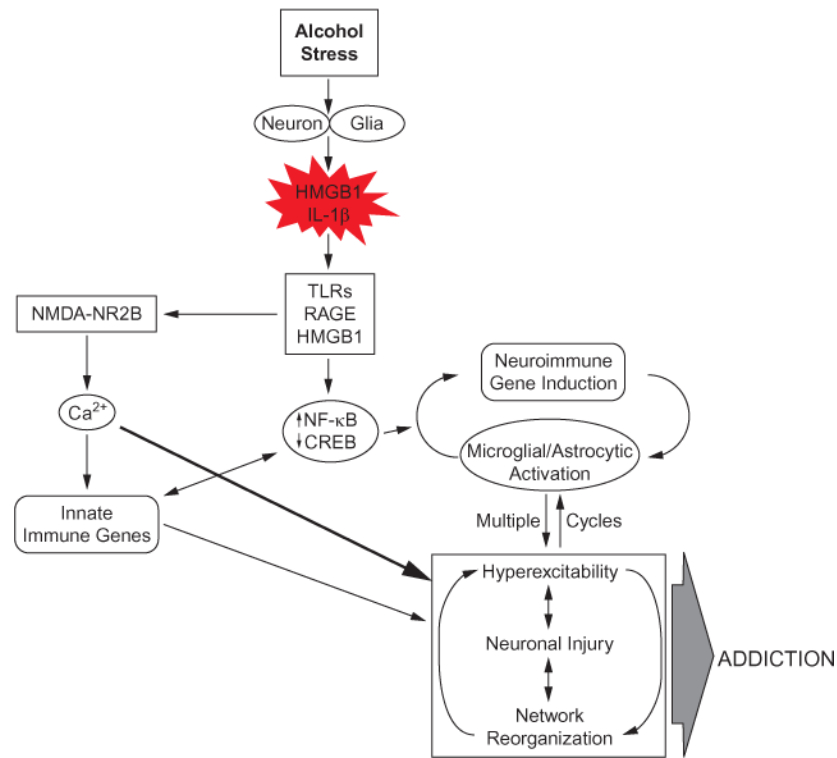 Alcohol
Stress
Neuron Glia
HMGB1
IL-1β
TLRs
RAGE
HMGB1
NMDA-NR2B
Neuroimmune
Gene Induction
Ca²⁺
↑NF-κB
↓CREB
Microglial/Astrocytic
Activation
Innate
Immune Genes
Multiple Cycles
Hyperexcitability
Neuronal Injury
ADDICTION
Network
Reorganization